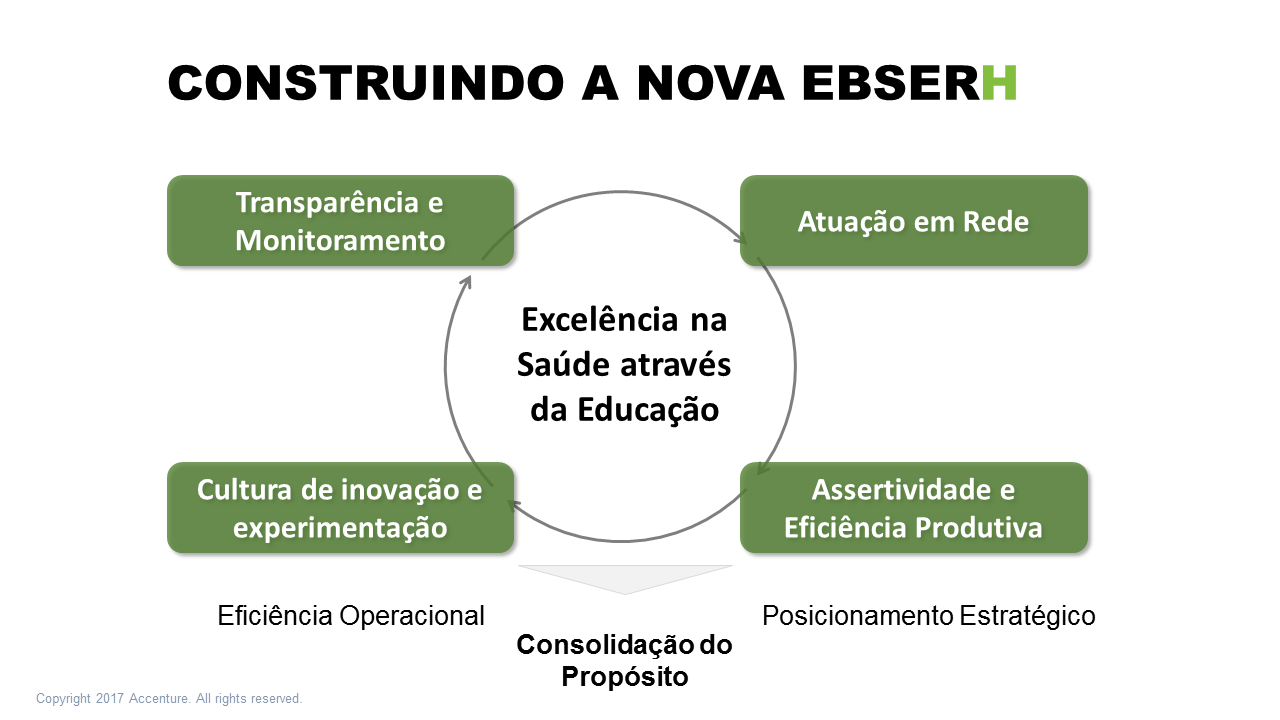 CONSTRUINDO A NOVA EBSERH
Transparência e
Monitoramento
Atuação em Rede
Excelência na
Saúde através
da Educação
Cultura de inovação e
experimentação
Assertividade e
Eficiência Produtiva
Eficiência Operacional
Posicionamento Estratégico
Consolidação do
Propósito
Copyright 2017 Accenture. All rights reserved.